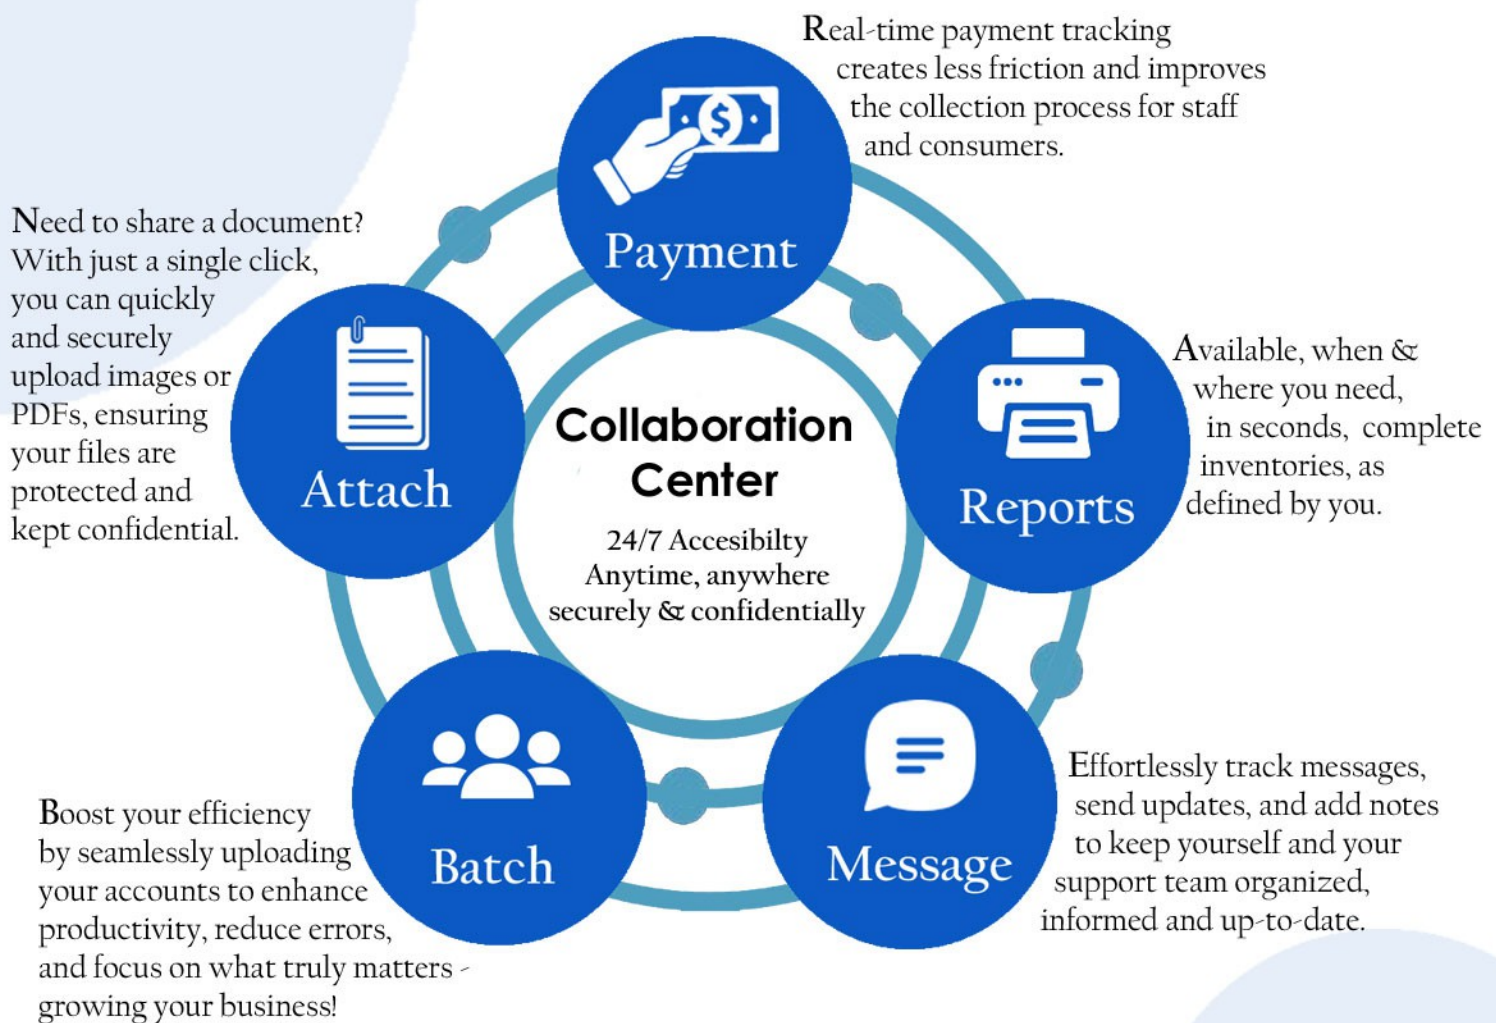 Real-time payment tracking
creates less friction and improves
the collection process for staff
and consumers.
$
Payment
Need to share a document?
With just a single click,
you can quickly
and securely
upload images or
PDFs, ensuring
your files are
protected and
kept confidential.
Attach
Available, when &
where you need,
in seconds, complete
inventories, as
defined by you.
Reports
Collaboration
Center
24/7 Accesibilty
Anytime, anywhere
securely & confidentially
Effortlessly track messages,
send updates, and add notes
to keep yourself and your
support team organized,
informed and up-to-date.
Message
Boost your efficiency
by seamlessly uploading
your accounts to enhance
productivity, reduce errors,
and focus on what truly matters -
growing your business!
Batch